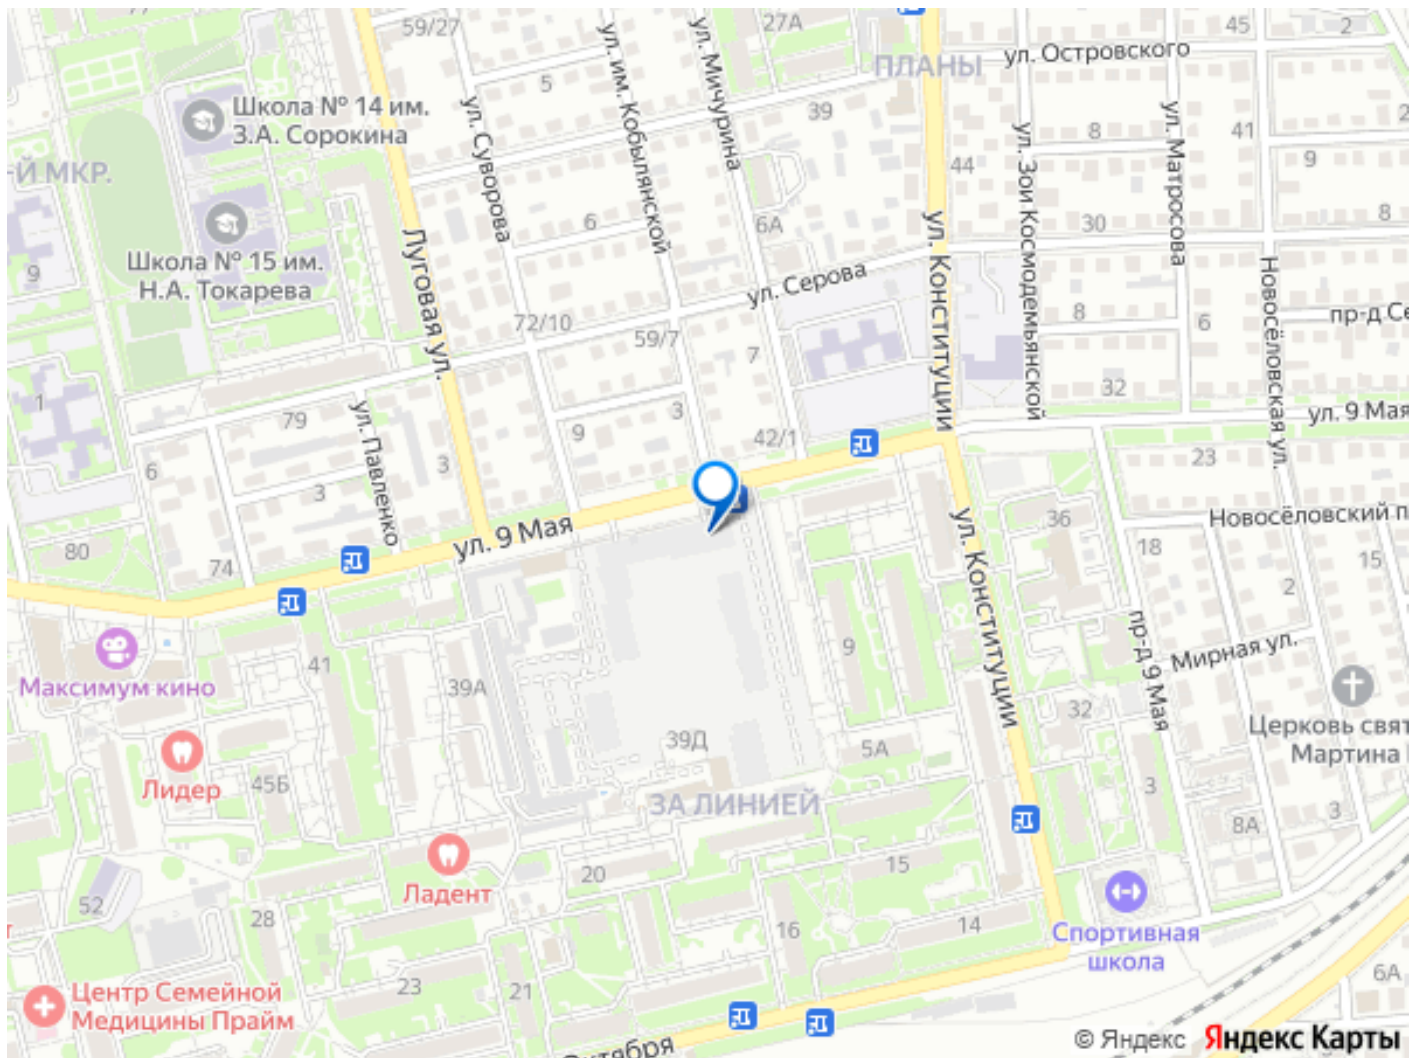 59/27
27А
45
2
ул. Островского
ПЛАНЫ
5
39
Школа № 14 им.
З.А. Сорокина
ул. Суворова
ул. им. Кобылянской
ул. Мичурина
ул. Зои Космодемьянской
ул. Матросова
8
41
9
44
-Й МКР.
6
6А
30
8
ул. Конституции
Школа № 15 им.
Н.А. Токарева
9
Луговая ул.
ул. Серова
Новосёловская ул.
72/10
59/7
7
8
6
пр-д Се
32
1
79
ул. Павленко
3
9
42/1
ул. 9 Мая
23
6
3
3
ул. 9 Мая
ул. Конституции
36
Новосёловский п
80
74
18
15
2
пр-д 9 Мая
Мирная ул.
Максимум кино
41
39А
9
32
Церковь свят
Мартина
39Д
5А
Лидер
45Б
ЗА ЛИНИЕЙ
3
8А
3
Ладент
20
15
52
28
16
14
Спортивная
школа
Центр Семейной
Медицины Прайм
23
21
6А
Октября
© Яндекс Яндекс Карты